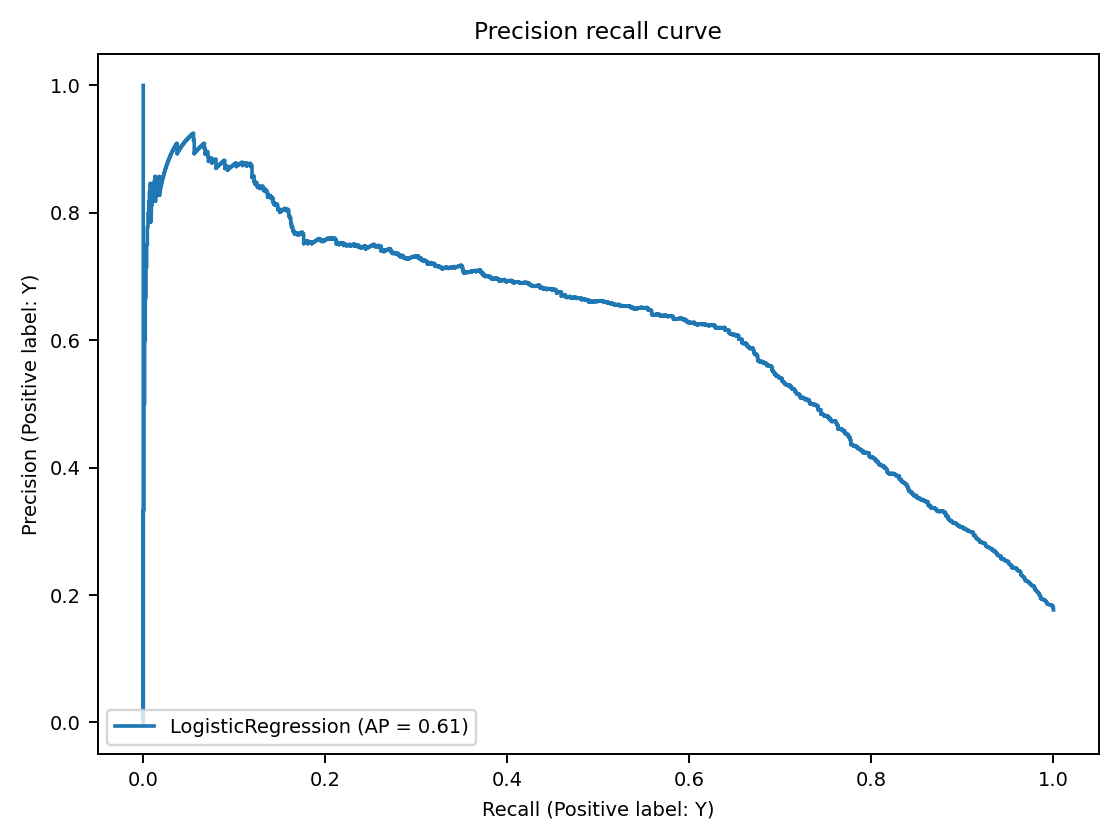 Precision recall curve
Precision (Positive label: Y)
1.0
0.8
0.6
0.4
0.2
0.0
LogisticRegression (AP = 0.61)
0.0 0.2 0.4 0.6 0.8 1.0
Recall (Positive label: Y)